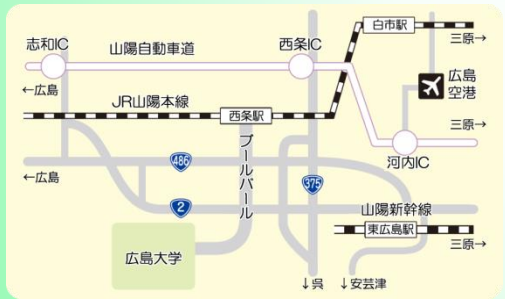 白市駅
三原→
志和IC
山陽自動車道
西条IC
広島
空港
←広島
JR山陽本線
西条駅
三原→
河内IC
486
ブールバール
375
←広島
2
山陽新幹線
東広島駅
広島大学
三原→
↓呉
↓安芸津